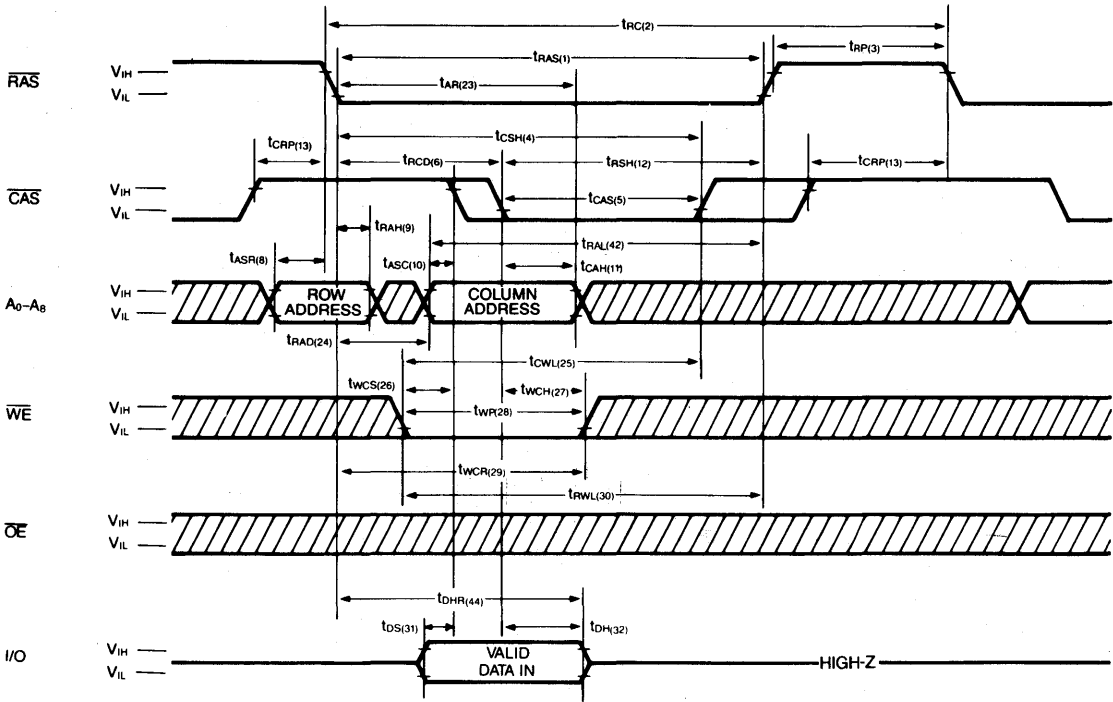 tRC(2)
tRAS(1)
tRP(3)
RAS
VIH
VIL
tAR(23)
tCSH(4)
tCRP(13)
tRCD(6)
tRSH(12)
tCRP(13)
CAS
VIH
VIL
tCAS(5)
tRAH(9)
tRAL(42)
tASR(8)
tASC(10)
tCAH(11)
A0–A8
VIH
VIL
ROW ADDRESS
COLUMN ADDRESS
tRAD(24)
tCWL(25)
tWCS(26)
tWCH(27)
WE
VIH
VIL
tWP(28)
tWCR(29)
tRWL(30)
OE
VIH
VIL
tDHR(44)
tDS(31)
tDH(32)
I/O
VIH
VIL
VALID DATA IN
HIGH-Z